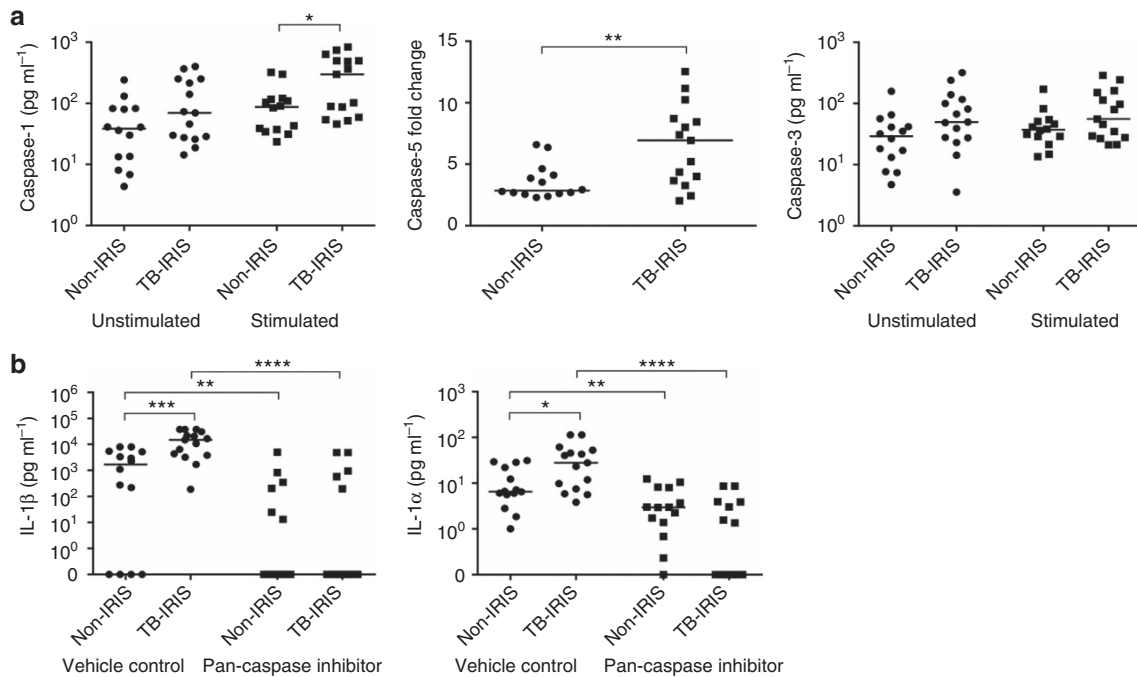 a
Caspase-1 (pg ml⁻¹)
10³
10²
10¹
10⁰
*
Non-IRIS
TB-IRIS
Non-IRIS
TB-IRIS
Unstimulated
Stimulated
Caspase-5 fold change
15
10
5
0
**
Non-IRIS
TB-IRIS
Caspase-3 (pg ml⁻¹)
10³
10²
10¹
10⁰
Non-IRIS
TB-IRIS
Non-IRIS
TB-IRIS
Unstimulated
Stimulated
b
IL-1β (pg ml⁻¹)
10⁶
10⁵
10⁴
10³
10²
10¹
10⁰
0
****
**
***
Non-IRIS
TB-IRIS
Non-IRIS
TB-IRIS
Vehicle control
Pan-caspase inhibitor
IL-1α (pg ml⁻¹)
10³
10²
10¹
10⁰
0
****
**
*
Non-IRIS
TB-IRIS
Non-IRIS
TB-IRIS
Vehicle control
Pan-caspase inhibitor